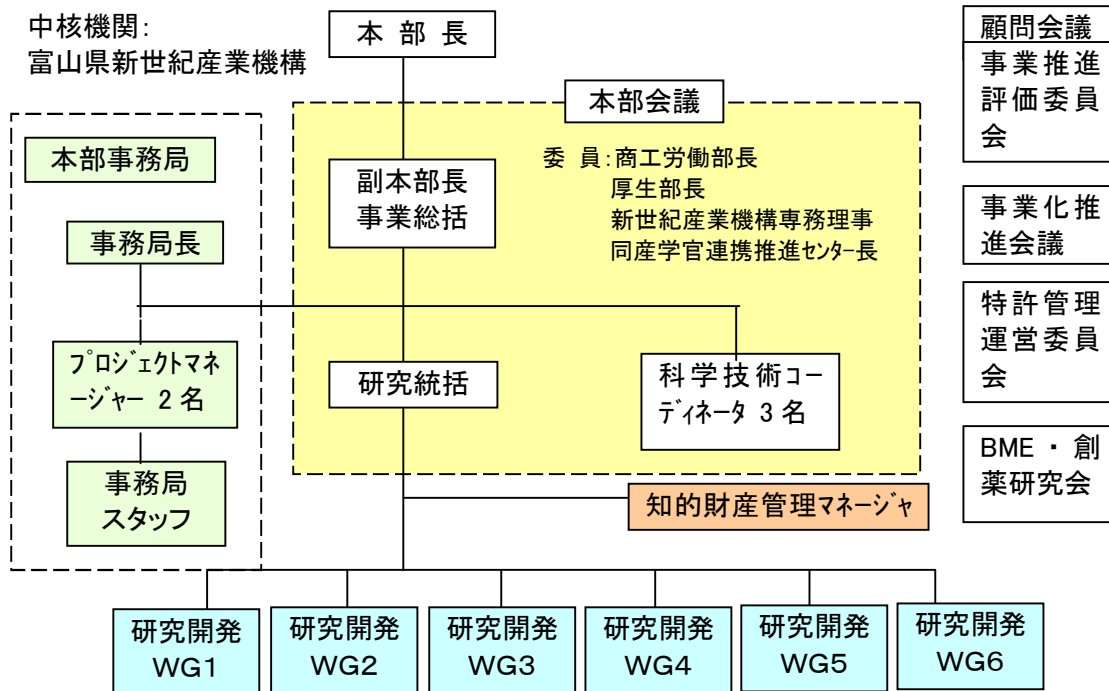 中核機関：
富山県新世紀産業機構
本 部 長
顧問会議
事業推進
評価委員
会
本部会議
本部事務局
委 員：商工労働部長
厚生部長
新世紀産業機構専務理事
同産学官連携推進センター長
副本部長
事業総括
事業化推
進会議
事務局長
特許管理
運営委員
会
プロジェクトマネ
ージャー 2 名
研究統括
科学技術コー
ディネータ 3 名
BME ・ 創
薬研究会
事務局
スタッフ
知的財産管理マネージャ
研究開発
WG1
研究開発
WG2
研究開発
WG3
研究開発
WG4
研究開発
WG5
研究開発
WG6